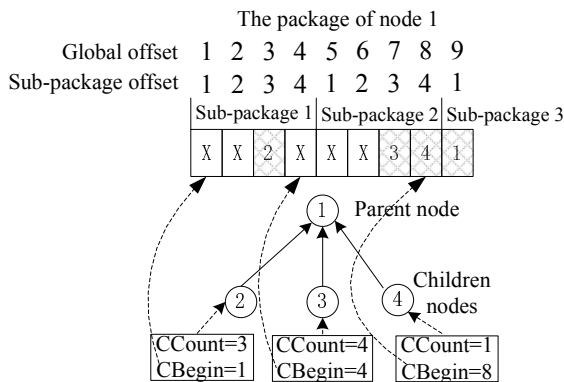 The package of node 1
Global offset 1 2 3 4 5 6 7 8 9
Sub-package offset 1 2 3 4 1 2 3 4 1
Sub-package 1 Sub-package 2 Sub-package 3
X X 2 X X X 3 4 1
1 Parent node
2 3 4 Children nodes
CCount=3 CCount=4 CCount=1
CBegin=1 CBegin=4 CBegin=8